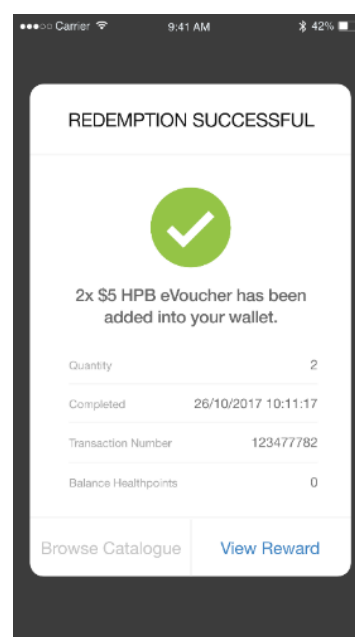 Carrier 9:41 AM 42%
REDEMPTION SUCCESSFUL
2x $5 HPB eVoucher has been
added into your wallet.
Quantity 2
Completed 26/10/2017 10:11:17
Transaction Number 123477782
Balance Healthpoints 0
Browse Catalogue View Reward